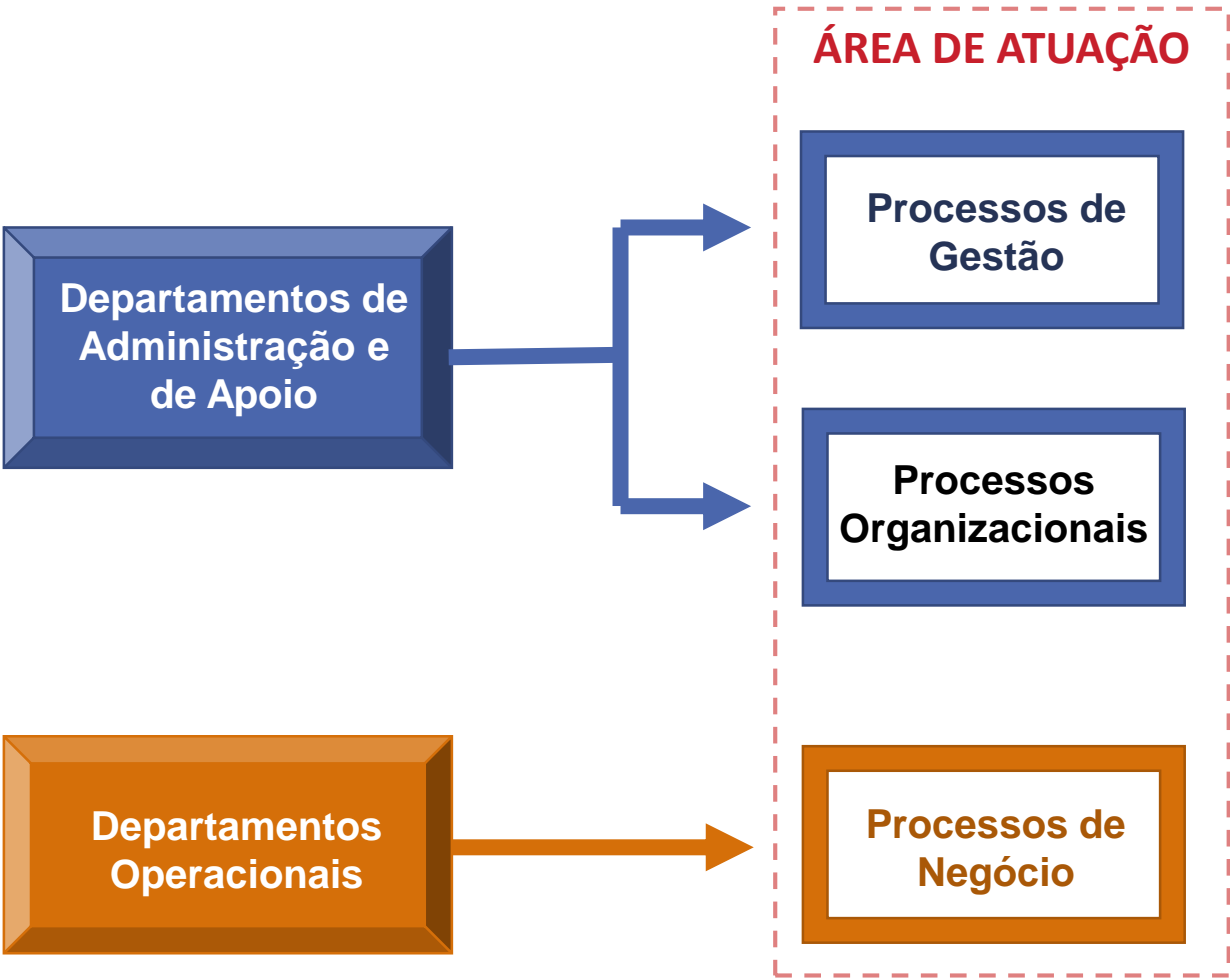 ÁREA DE ATUAÇÃO
Processos de
Gestão
Departamentos de
Administração e
de Apoio
Processos
Organizacionais
Departamentos
Operacionais
Processos de
Negócio